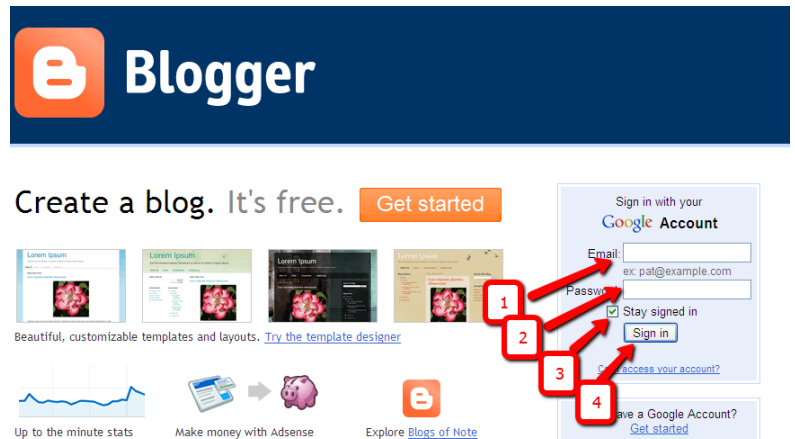 Blogger
Create a blog. It's free. Get started
Lorem Ipsum Lorem Ipsum Lorem Ipsum Lorem Ipsum
Beautiful, customizable templates and layouts. Try the template designer
Up to the minute stats
Make money with Adsense
Explore Blogs of Note
Sign in with your
Google Account
Email:
ex: pat@example.com
Stay signed in
Sign in
access your account?
a Google Account?
Get started
1
2
3
4